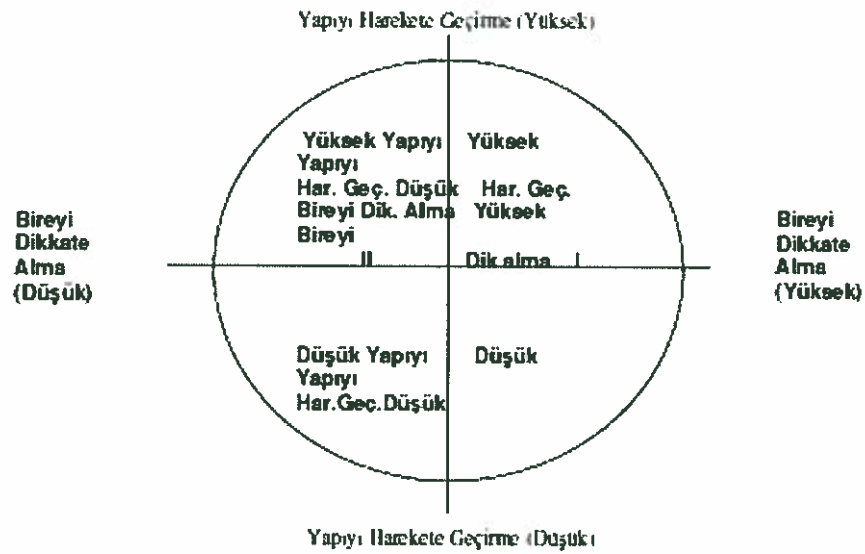 Yapıyı Harekete Geçirme (Yüksek)
Yüksek Yapıyı Yüksek
Yapıyı
Har. Geç. Düşük Har. Geç.
Bireyi Dik. Alma Yüksek
Bireyi
II Dik alma I
Bireyi
Dikkate
Alma
(Düşük)
Bireyi
Dikkate
Alma
(Yüksek)
Düşük Yapıyı Düşük
Yapıyı
Har.Geç.Düşük
Yapıyı Harekete Geçirme (Düşük)